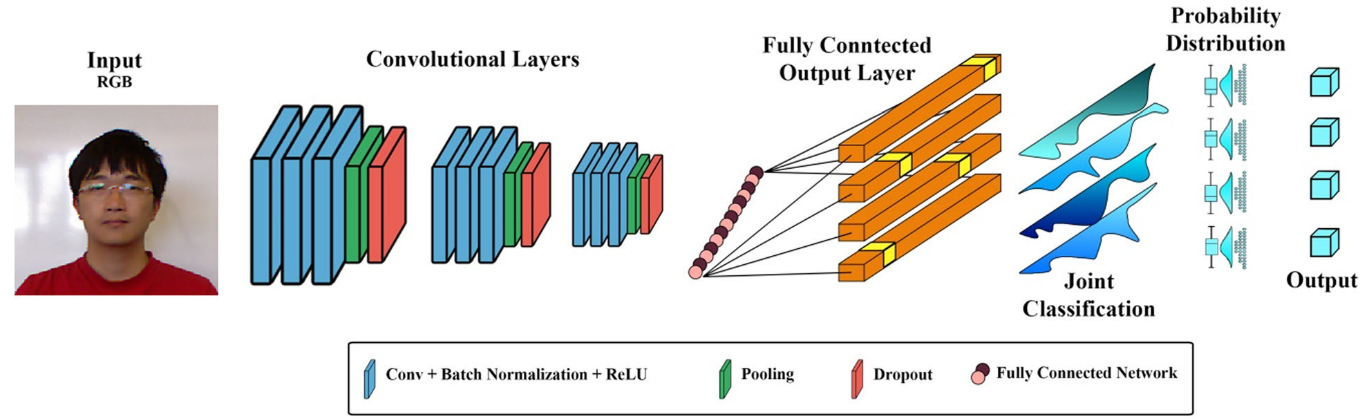 Input
RGB
Convolutional Layers
Fully Conntected
Output Layer
Probability
Distribution
Joint
Classification
Output
Conv + Batch Normalization + ReLU
Pooling
Dropout
Fully Connected Network